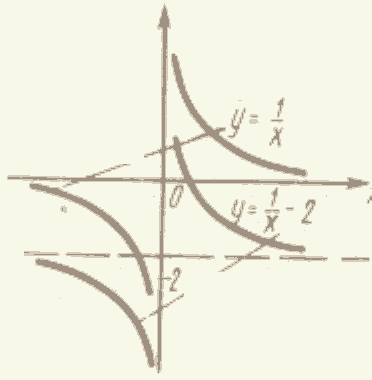 y = 1/x
0
y = 1/x - 2
-2